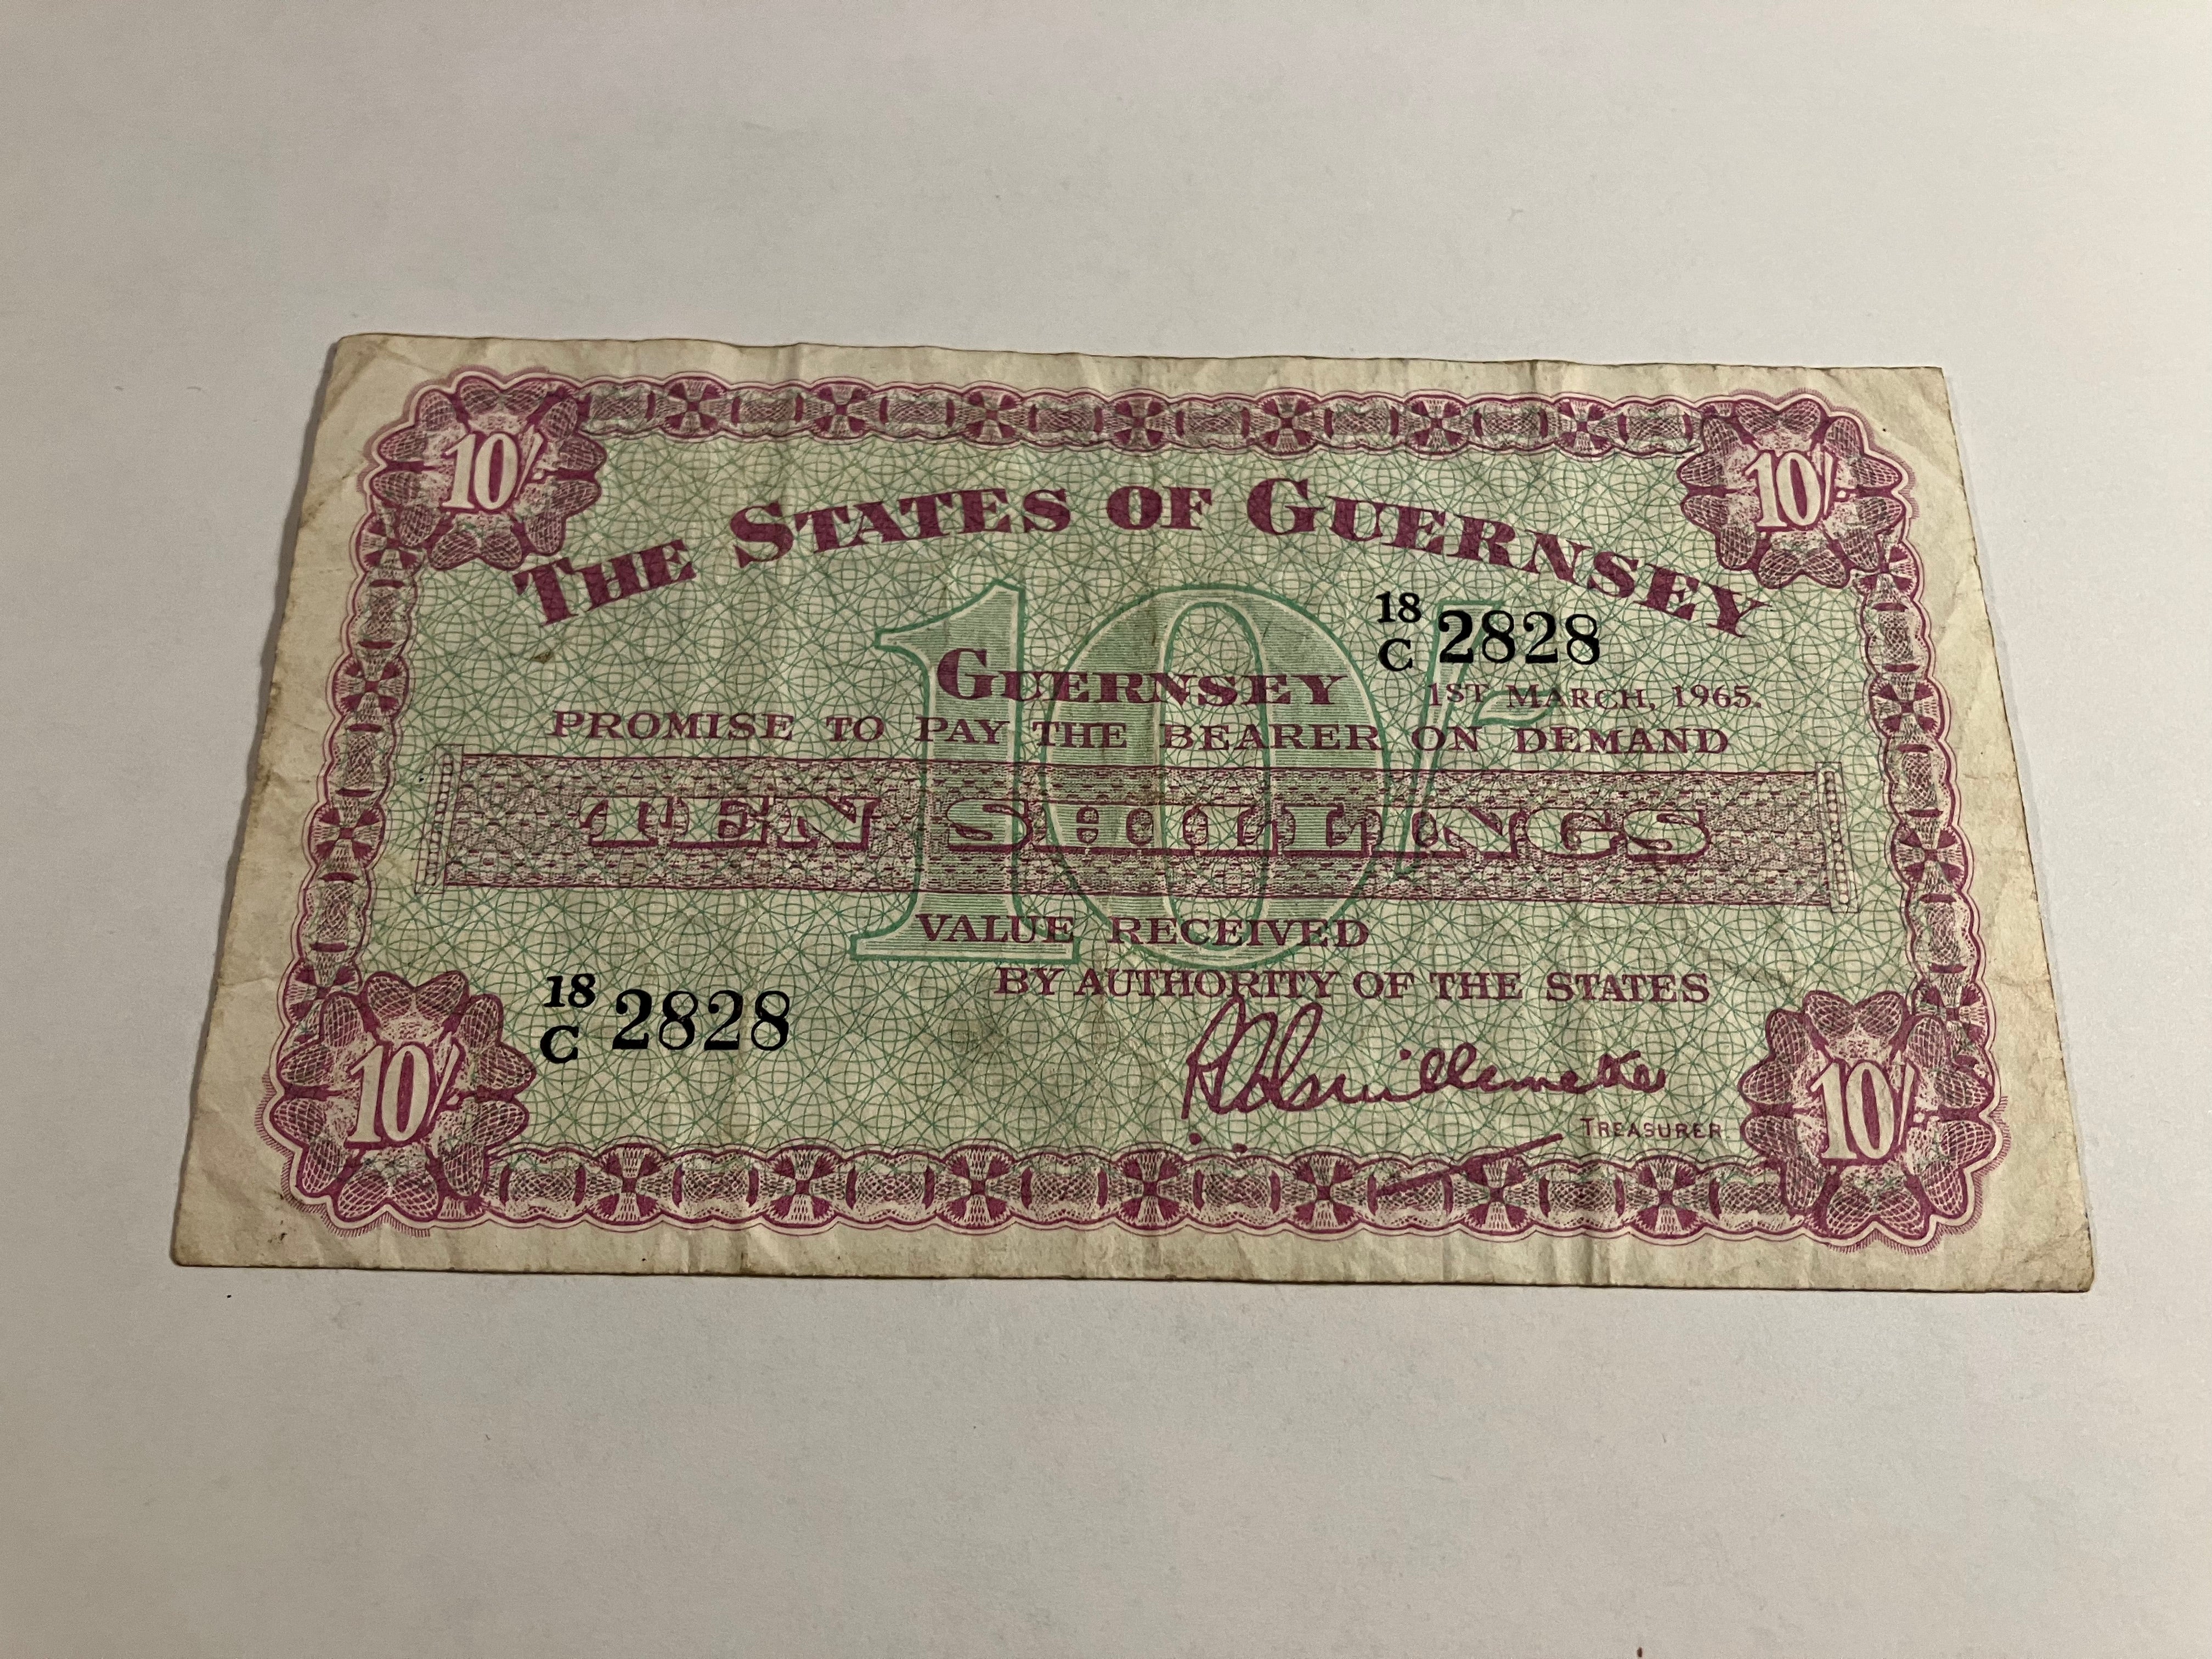 10/-
10/-
THE STATES OF GUERNSEY
18
C 2828
GUERNSEY 1ST MARCH, 1965.
PROMISE TO PAY THE BEARER ON DEMAND
10/-
TEN SHILLINGS
VALUE RECEIVED
BY AUTHORITY OF THE STATES
18
C 2828
TREASURER
10/-
10/-